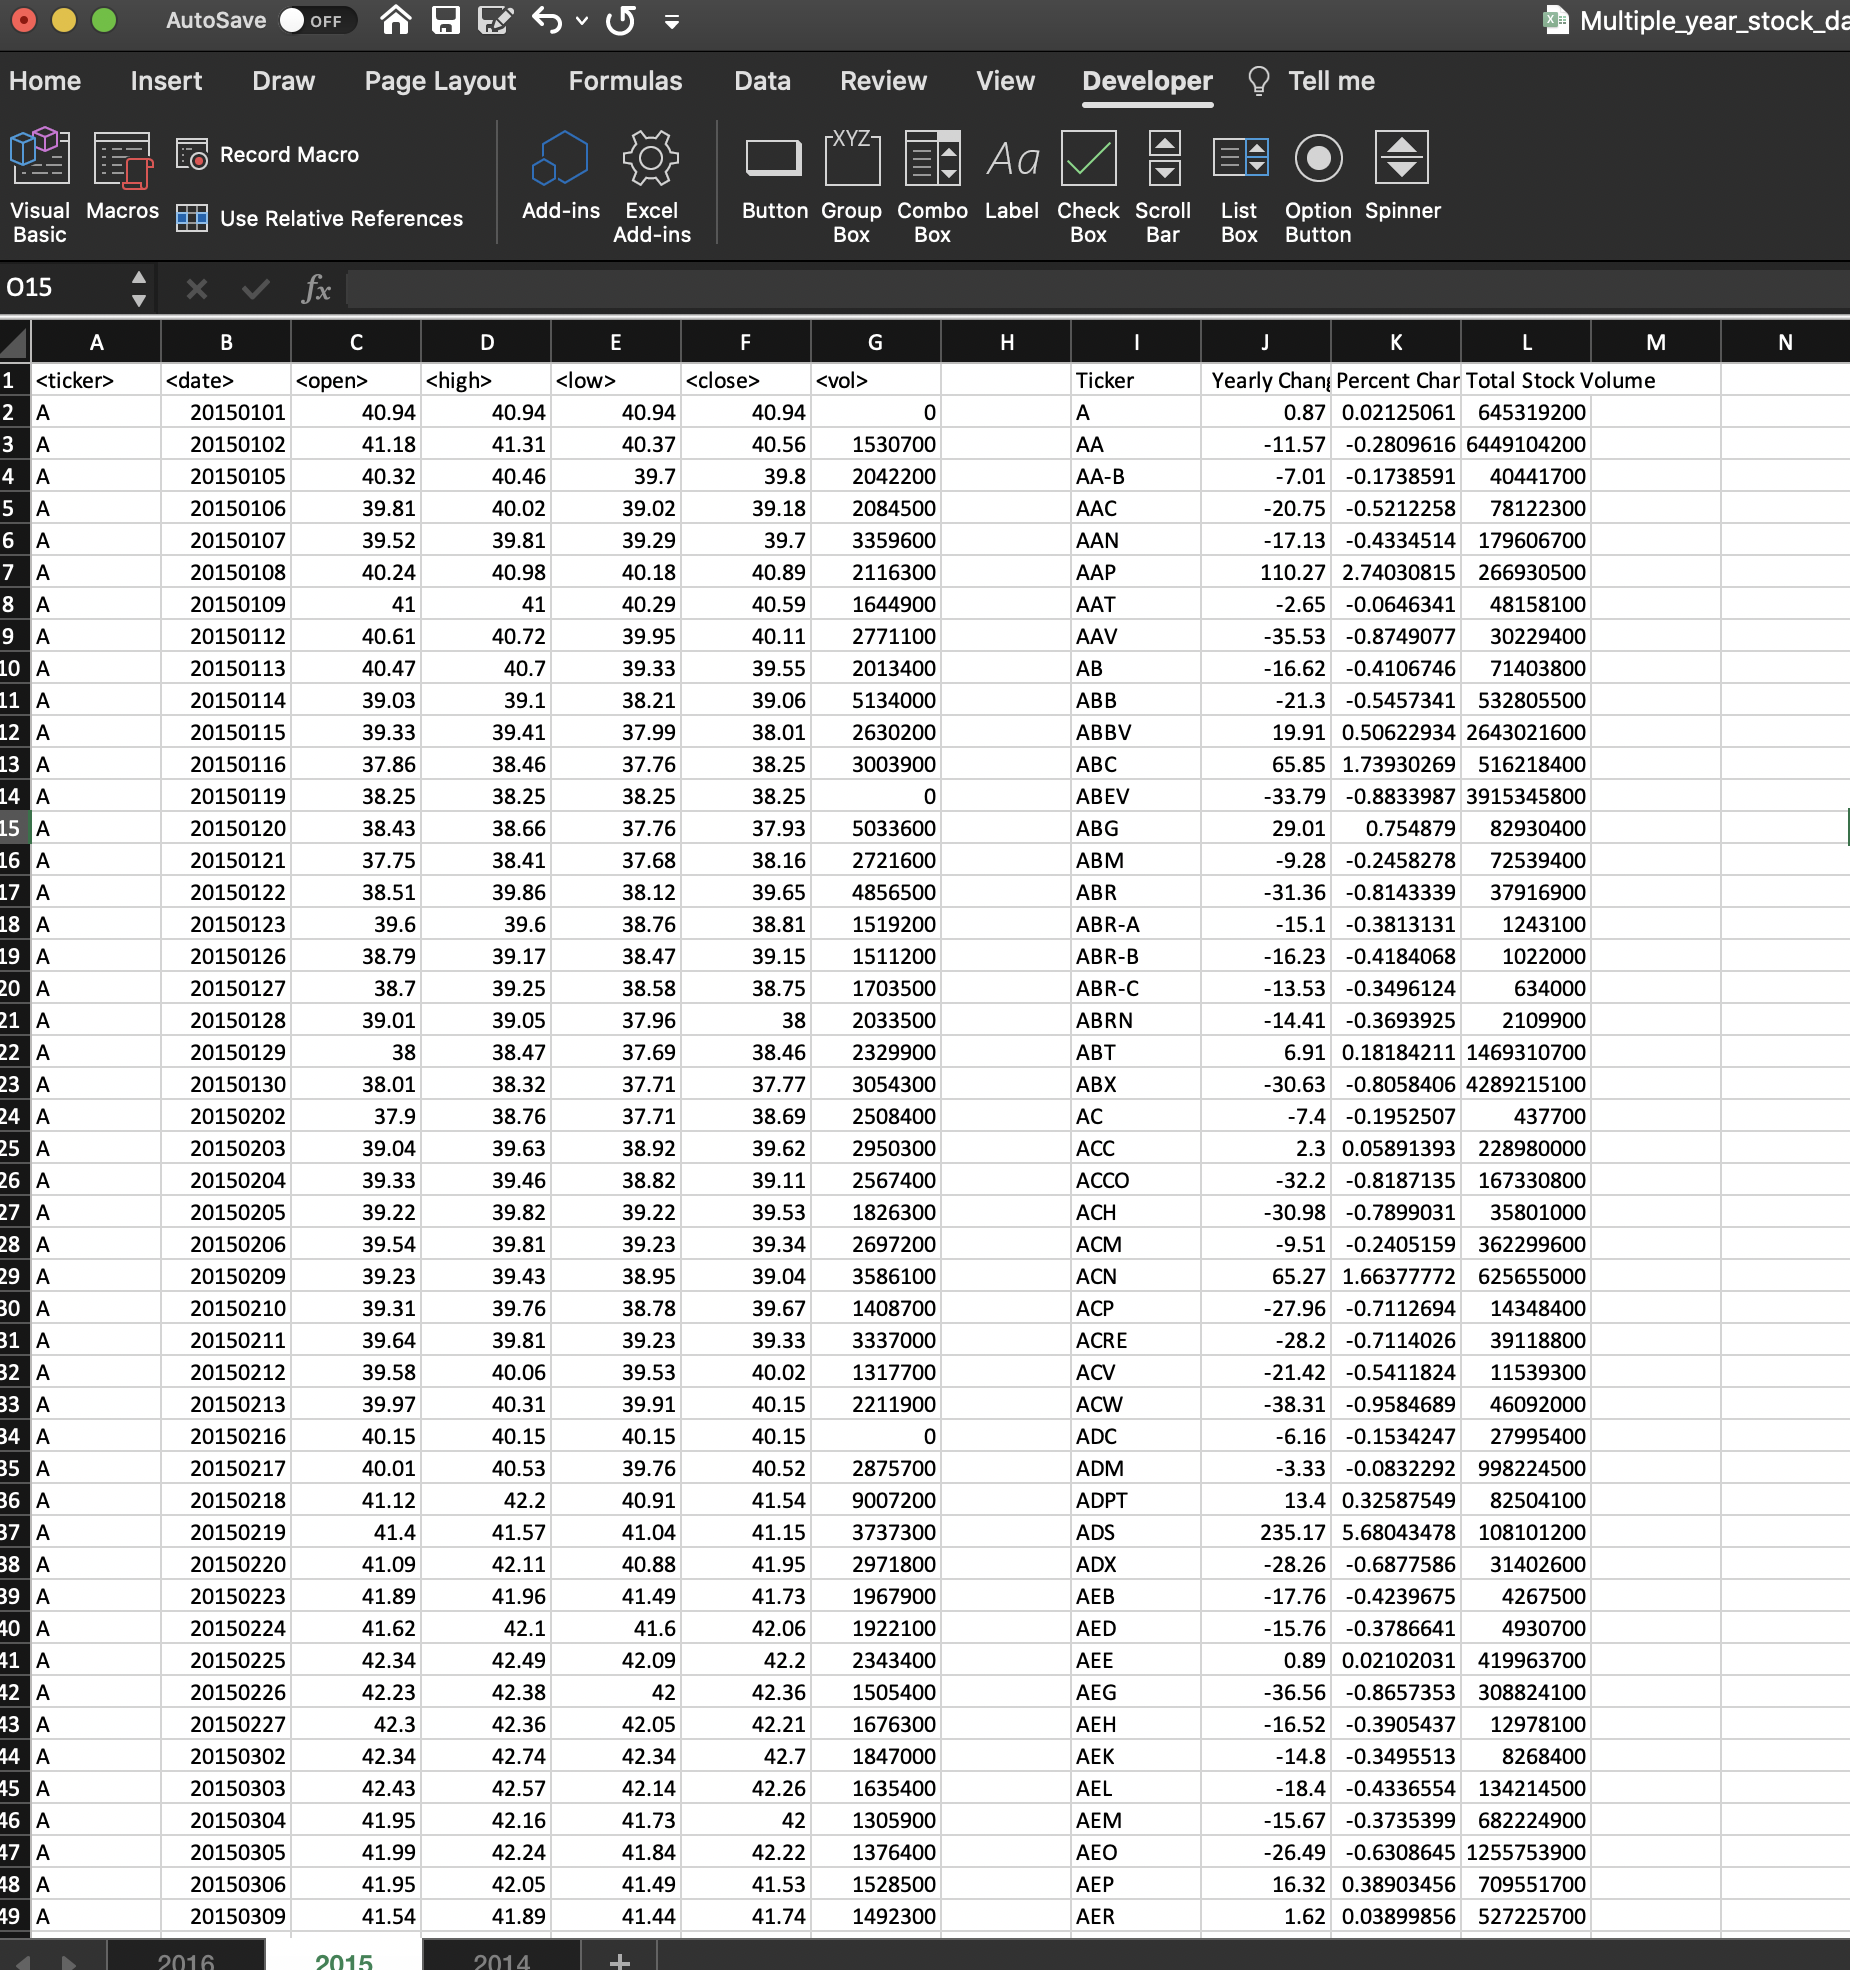 AutoSave OFF Multiple_year_stock_da
Home Insert Draw Page Layout Formulas Data Review View Developer Tell me
Visual Basic Macros Record Macro Use Relative References Add-ins Excel Add-ins Button Group Box Combo Box Label Check Box Scroll Bar List Box Option Button Spinner
XYZ Aa
O15 fx
A B C D E F G H I J K L M N
1 <ticker> <date> <open> <high> <low> <close> <vol> Ticker Yearly Chang Percent Char Total Stock Volume
2 A 20150101 40.94 40.94 40.94 40.94 0 A 0.87 0.02125061 645319200
3 A 20150102 41.18 41.31 40.37 40.56 1530700 AA -11.57 -0.2809616 6449104200
4 A 20150105 40.32 40.46 39.7 39.8 2042200 AA-B -7.01 -0.1738591 40441700
5 A 20150106 39.81 40.02 39.02 39.18 2084500 AAC -20.75 -0.5212258 78122300
6 A 20150107 39.52 39.81 39.29 39.7 3359600 AAN -17.13 -0.4334514 179606700
7 A 20150108 40.24 40.98 40.18 40.89 2116300 AAP 110.27 2.74030815 266930500
8 A 20150109 41 41 40.29 40.59 1644900 AAT -2.65 -0.0646341 48158100
9 A 20150112 40.61 40.72 39.95 40.11 2771100 AAV -35.53 -0.8749077 30229400
10 A 20150113 40.47 40.7 39.33 39.55 2013400 AB -16.62 -0.4106746 71403800
11 A 20150114 39.03 39.1 38.21 39.06 5134000 ABB -21.3 -0.5457341 532805500
12 A 20150115 39.33 39.41 37.99 38.01 2630200 ABBV 19.91 0.50622934 2643021600
13 A 20150116 37.86 38.46 37.76 38.25 3003900 ABC 65.85 1.73930269 516218400
14 A 20150119 38.25 38.25 38.25 38.25 0 ABEV -33.79 -0.8833987 3915345800
15 A 20150120 38.43 38.66 37.76 37.93 5033600 ABG 29.01 0.754879 82930400
16 A 20150121 37.75 38.41 37.68 38.16 2721600 ABM -9.28 -0.2458278 72539400
17 A 20150122 38.51 39.86 38.12 39.65 4856500 ABR -31.36 -0.8143339 37916900
18 A 20150123 39.6 39.6 38.76 38.81 1519200 ABR-A -15.1 -0.3813131 1243100
19 A 20150126 38.79 39.17 38.47 39.15 1511200 ABR-B -16.23 -0.4184068 1022000
20 A 20150127 38.7 39.25 38.58 38.75 1703500 ABR-C -13.53 -0.3496124 634000
21 A 20150128 39.01 39.05 37.96 38 2033500 ABRN -14.41 -0.3693925 2109900
22 A 20150129 38 38.47 37.69 38.46 2329900 ABT 6.91 0.18184211 1469310700
23 A 20150130 38.01 38.32 37.71 37.77 3054300 ABX -30.63 -0.8058406 4289215100
24 A 20150202 37.9 38.76 37.71 38.69 2508400 AC -7.4 -0.1952507 437700
25 A 20150203 39.04 39.63 38.92 39.62 2950300 ACC 2.3 0.05891393 228980000
26 A 20150204 39.33 39.46 38.82 39.11 2567400 ACCO -32.2 -0.8187135 167330800
27 A 20150205 39.22 39.82 39.22 39.53 1826300 ACH -30.98 -0.7899031 35801000
28 A 20150206 39.54 39.81 39.23 39.34 2697200 ACM -9.51 -0.2405159 362299600
29 A 20150209 39.23 39.43 38.95 39.04 3586100 ACN 65.27 1.66377772 625655000
30 A 20150210 39.31 39.76 38.78 39.67 1408700 ACP -27.96 -0.7112694 14348400
31 A 20150211 39.64 39.81 39.23 39.33 3337000 ACRE -28.2 -0.7114026 39118800
32 A 20150212 39.58 40.06 39.53 40.02 1317700 ACV -21.42 -0.5411824 11539300
33 A 20150213 39.97 40.31 39.91 40.15 2211900 ACW -38.31 -0.9584689 46092000
34 A 20150216 40.15 40.15 40.15 40.15 0 ADC -6.16 -0.1534247 27995400
35 A 20150217 40.01 40.53 39.76 40.52 2875700 ADM -3.33 -0.0832292 998224500
36 A 20150218 41.12 42.2 40.91 41.54 9007200 ADPT 13.4 0.32587549 82504100
37 A 20150219 41.4 41.57 41.04 41.15 3737300 ADS 235.17 5.68043478 108101200
38 A 20150220 41.09 42.11 40.88 41.95 2971800 ADX -28.26 -0.6877586 31402600
39 A 20150223 41.89 41.96 41.49 41.73 1967900 AEB -17.76 -0.4239675 4267500
40 A 20150224 41.62 42.1 41.6 42.06 1922100 AED -15.76 -0.3786641 4930700
41 A 20150225 42.34 42.49 42.09 42.2 2343400 AEE 0.89 0.02102031 419963700
42 A 20150226 42.23 42.38 42 42.36 1505400 AEG -36.56 -0.8657353 308824100
43 A 20150227 42.3 42.36 42.05 42.21 1676300 AEH -16.52 -0.3905437 12978100
44 A 20150302 42.34 42.74 42.34 42.7 1847000 AEK -14.8 -0.3495513 8268400
45 A 20150303 42.43 42.57 42.14 42.26 1635400 AEL -18.4 -0.4336554 134214500
46 A 20150304 41.95 42.16 41.73 42 1305900 AEM -15.67 -0.3735399 682224900
47 A 20150305 41.99 42.24 41.84 42.22 1376400 AEO -26.49 -0.6308645 1255753900
48 A 20150306 41.95 42.05 41.49 41.53 1528500 AEP 16.32 0.38903456 709551700
49 A 20150309 41.54 41.89 41.44 41.74 1492300 AER 1.62 0.03899856 527225700
2016 2015 2014 +